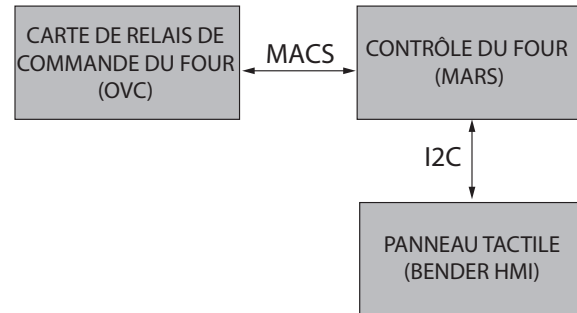 CARTE DE RELAIS DE
COMMANDE DU FOUR
(OVC)
MACS
CONTRÔLE DU FOUR
(MARS)
I2C
PANNEAU TACTILE
(BENDER HMI)